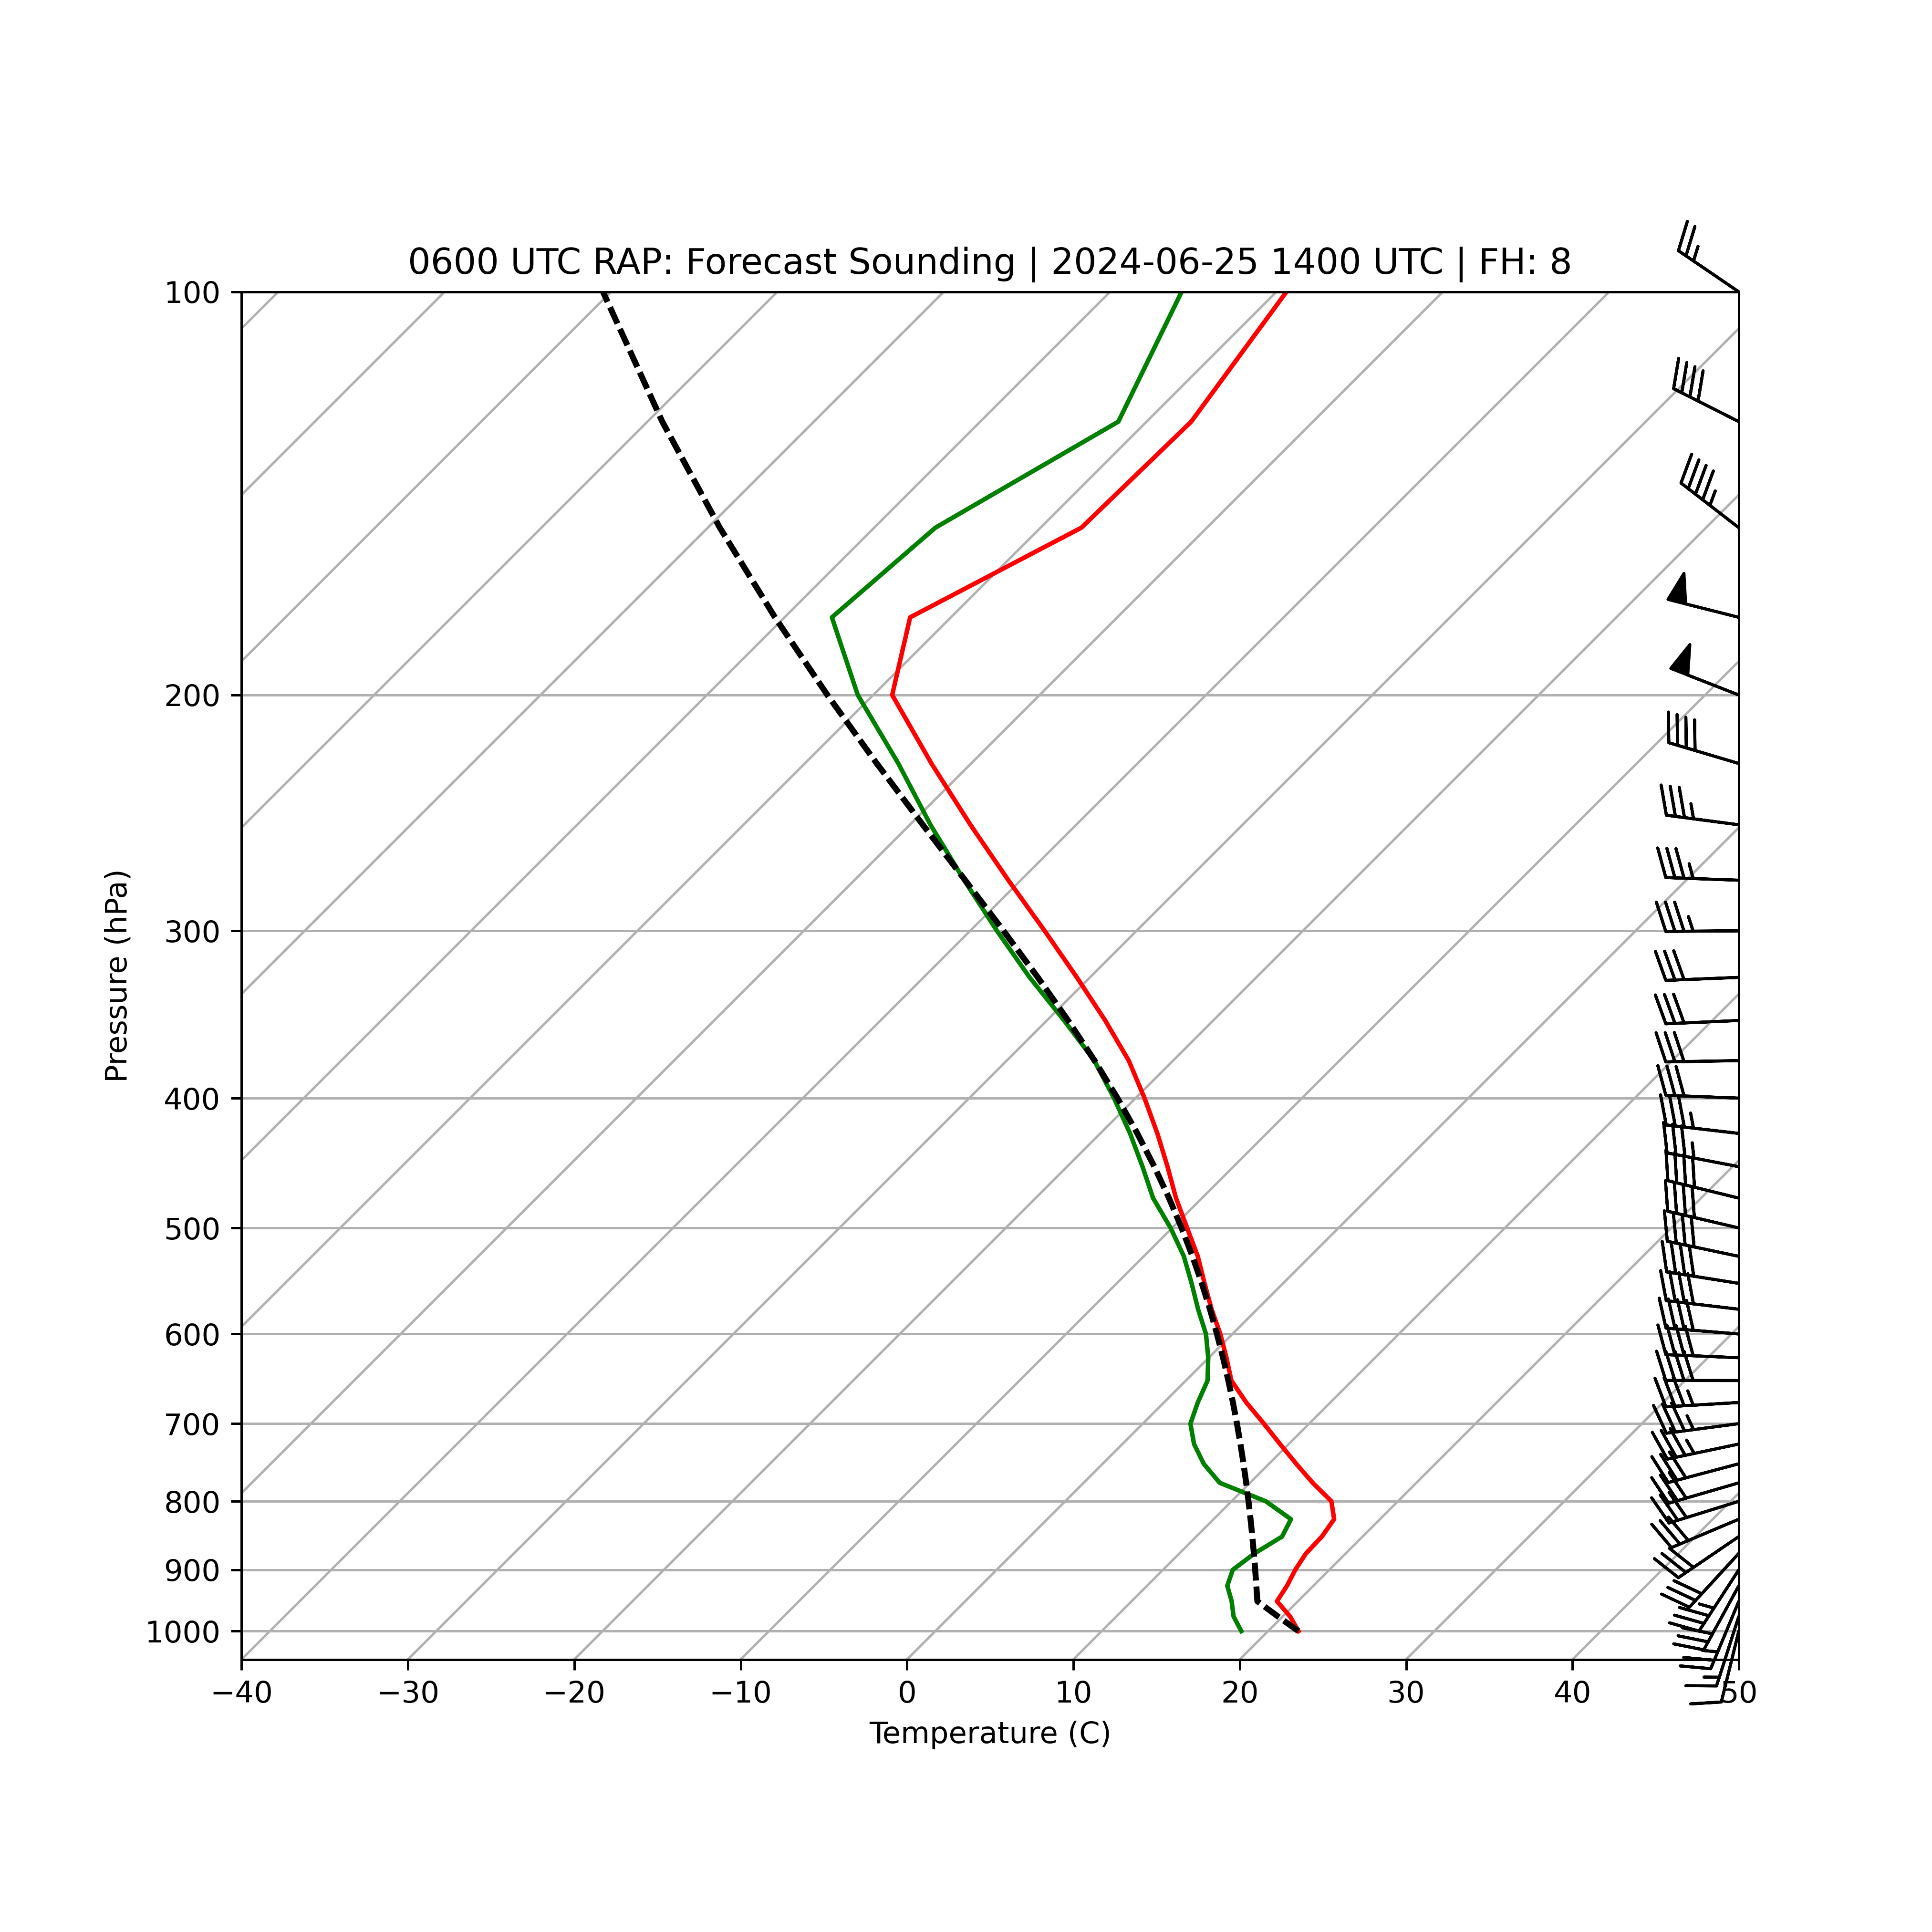 0600 UTC RAP: Forecast Sounding | 2024-06-25 1400 UTC | FH: 8
100
200
300
400
500
600
700
800
900
1000
Pressure (hPa)
−40 −30 −20 −10 0 10 20 30 40 50
Temperature (C)